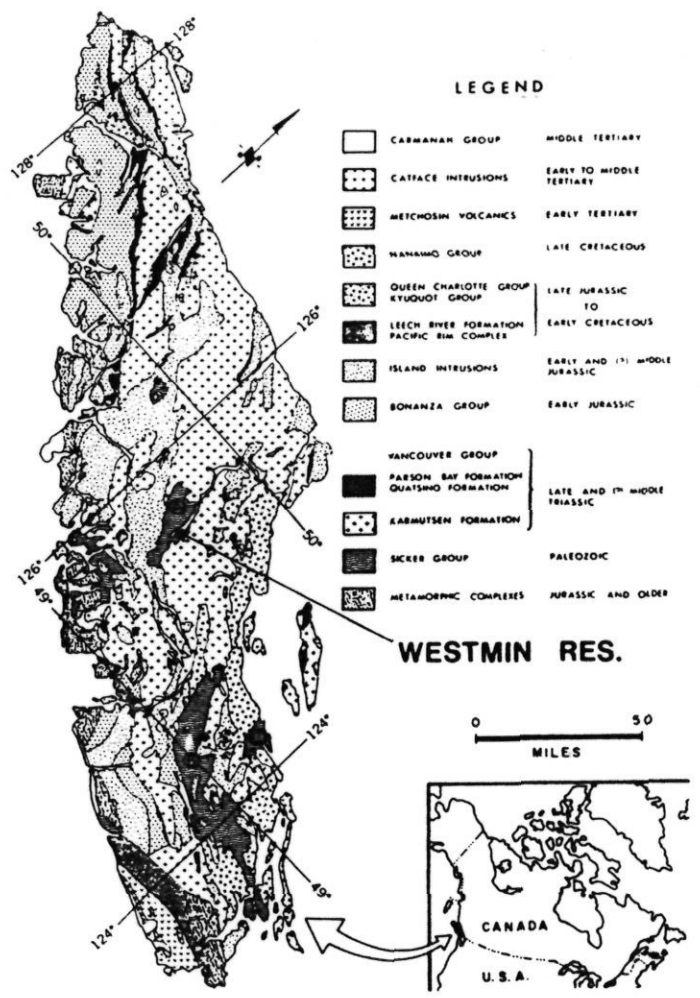 LEGEND
CARMANAH GROUP MIDDLE TERTIARY
CATFACE INTRUSIONS EARLY TO MIDDLE
TERTIARY
METCHOSIN VOLCANICS EARLY TERTIARY
NANAIMO GROUP LATE CRETACEOUS
QUEEN CHARLOTTE GROUP
KYUQUOT GROUP
LATE JURASSIC
TO
EARLY CRETACEOUS
LEECH RIVER FORMATION
PACIFIC RIM COMPLEX
ISLAND INTRUSIONS EARLY AND (?) MIDDLE
JURASSIC
BONANZA GROUP EARLY JURASSIC
VANCOUVER GROUP
PARSON BAY FORMATION
QUATSINO FORMATION
LATE AND (?) MIDDLE
TRIASSIC
KARMUTSEN FORMATION
SICKER GROUP PALEOZOIC
METAMORPHIC COMPLEXES JURASSIC AND OLDER
128°
128°
N
50°
126°
50°
126°
49°
WESTMIN RES.
124°
49°
124°
0 50
MILES
CANADA
U.S.A.